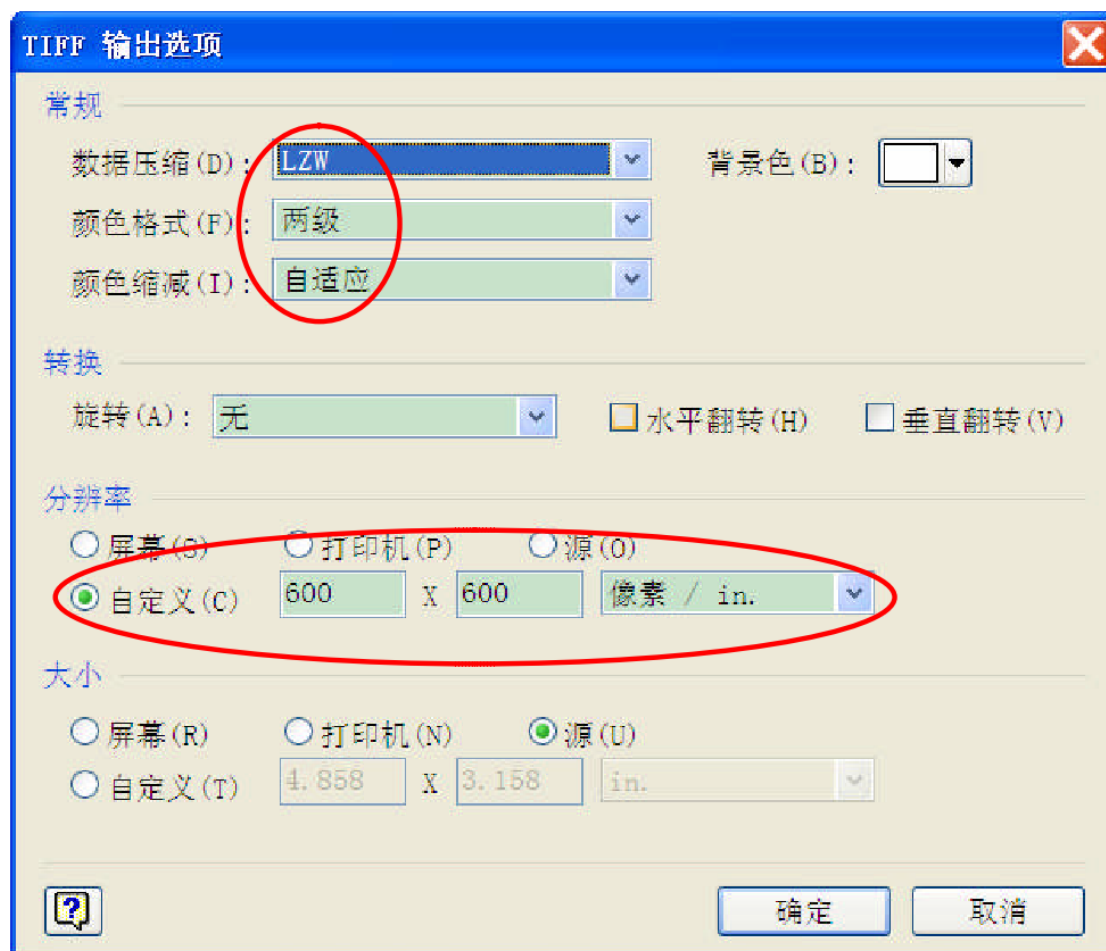 TIFF 输出选项
常规
数据压缩(D): LZW 背景色(B):
颜色格式(F): 两级
颜色缩减(I): 自适应
转换
旋转(A): 无 水平翻转(H) 垂直翻转(V)
分辨率
屏幕(S) 打印机(P) 源(O)
自定义(C) 600 X 600 像素 / in.
大小
屏幕(R) 打印机(N) 源(U)
自定义(T) 4.858 X 3.158 in.
? 确定 取消